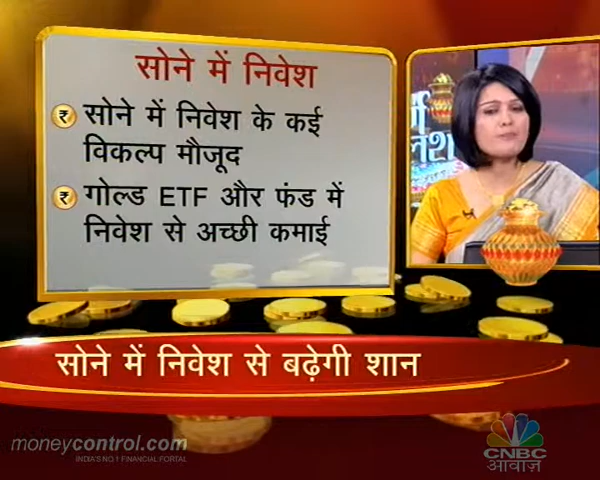 सोने में निवेश
₹ सोने में निवेश के कई
विकल्प मौजूद
₹ गोल्ड ETF और फंड में
निवेश से अच्छी कमाई
सोने में निवेश से बढ़ेगी शान
moneycontrol.com
INDIA'S NO.1 FINANCIAL PORTAL
CNBC
आवाज़